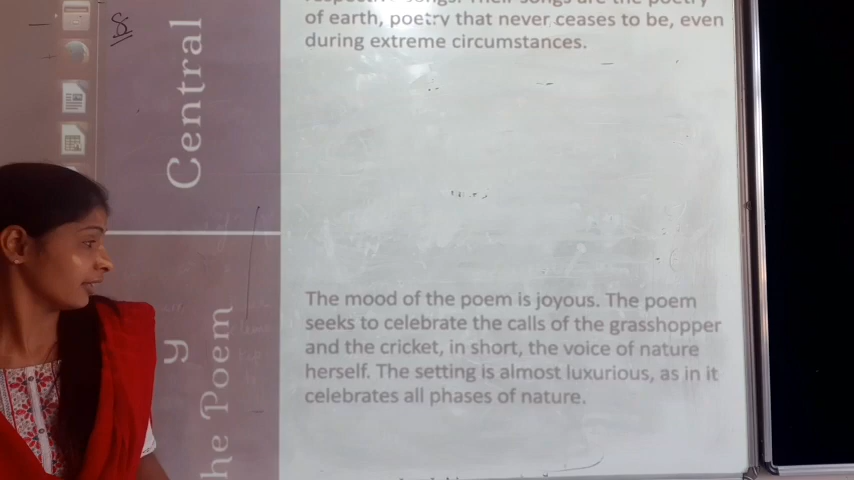 8
Central
of earth, poetry that never ceases to be, even
during extreme circumstances.
The mood of the poem is joyous. The poem
seeks to celebrate the calls of the grasshopper
and the cricket, in short, the voice of nature
herself. The setting is almost luxurious, as in it
celebrates all phases of nature.
y
he Poem